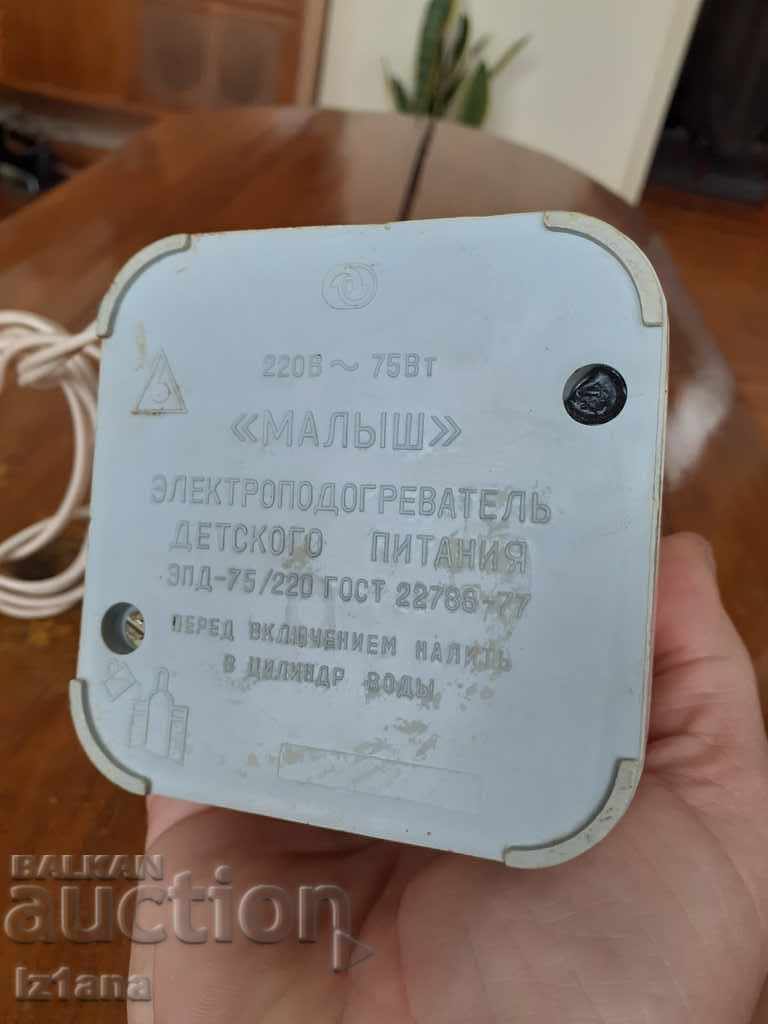 220В ~ 75Вт
«МАЛЫШ»
ЭЛЕКТРОПОДОГРЕВАТЕЛЬ
ДЕТСКОГО ПИТАНИЯ
ЭПД-75/220 ГОСТ 22786-77
ПЕРЕД ВКЛЮЧЕНИЕМ НАЛИТЬ
В ЦИЛИНДР ВОДЫ
BALKAN
auction
Iz1ana